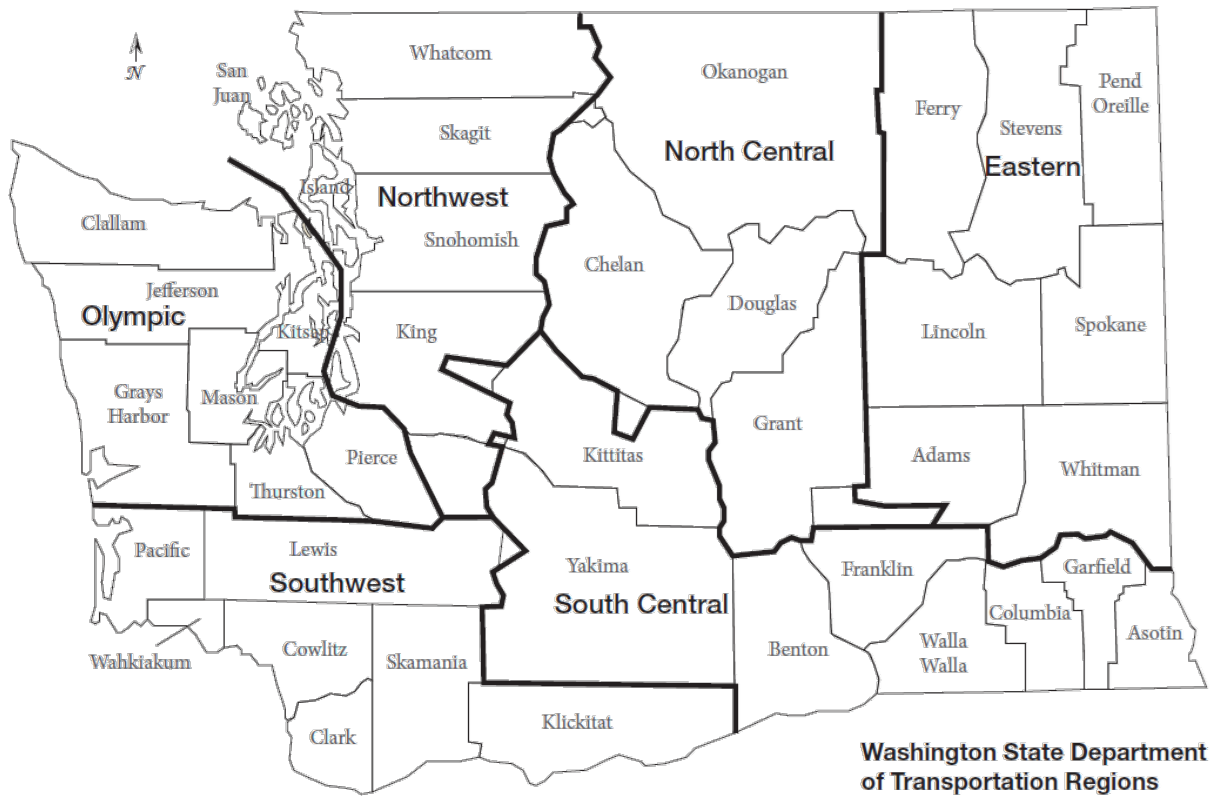 N
Whatcom
San
Juan
Okanogan
Ferry
Pend
Oreille
Stevens
Skagit
North Central
Eastern
Island
Northwest
Clallam
Snohomish
Chelan
Jefferson
Olympic
Douglas
Kitsap
King
Lincoln
Spokane
Grays
Harbor
Mason
Grant
Pierce
Kittitas
Adams
Whitman
Thurston
Pacific
Lewis
Southwest
Yakima
South Central
Franklin
Garfield
Columbia
Wahkiakum
Cowlitz
Skamania
Benton
Walla
Walla
Asotin
Klickitat
Clark
Washington State Department
of Transportation Regions